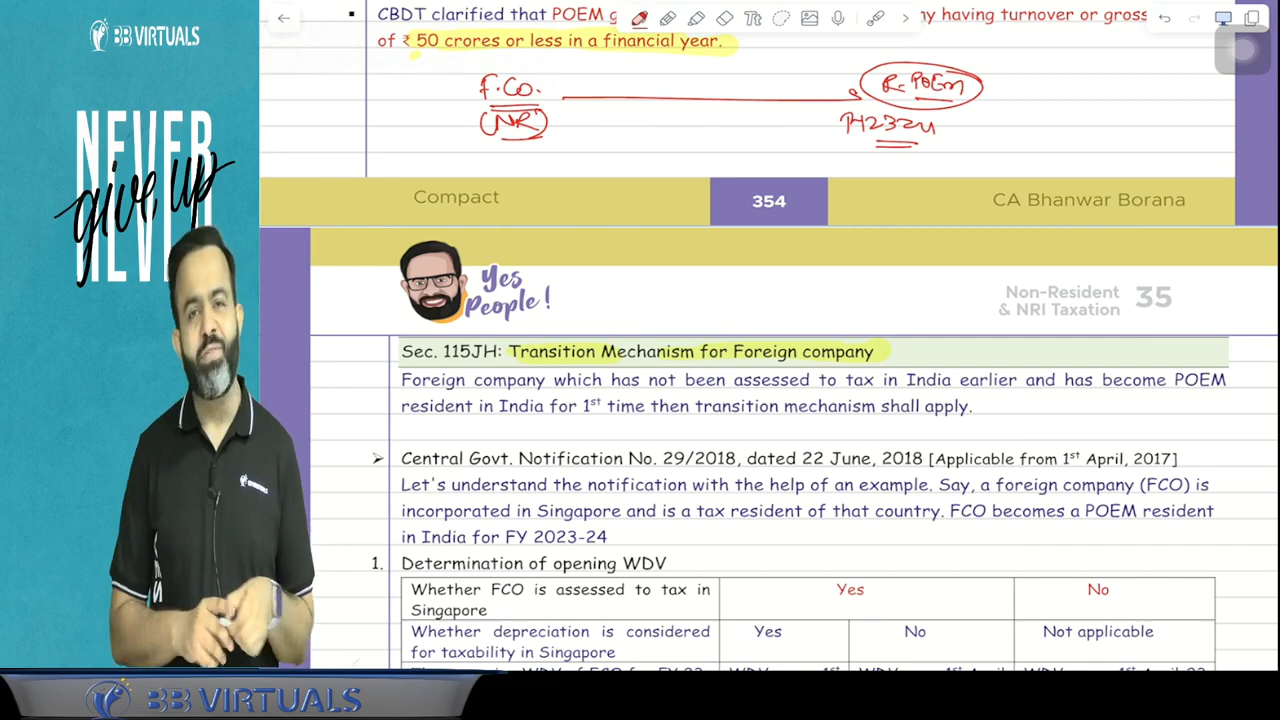 BB VIRTUALS
NEVER
give up
NEVER
CBDT clarified that POEM g
ny having turnover or gross
of ₹ 50 crores or less in a financial year.
F.Co.
(NR)
R-POEM
PY2324
Compact
354
CA Bhanwar Borana
Yes
People!
Non-Resident
& NRI Taxation
35
Sec. 115JH: Transition Mechanism for Foreign company
Foreign company which has not been assessed to tax in India earlier and has become POEM
resident in India for 1st time then transition mechanism shall apply.
➢ Central Govt. Notification No. 29/2018, dated 22 June, 2018 [Applicable from 1st April, 2017]
Let's understand the notification with the help of an example. Say, a foreign company (FCO) is
incorporated in Singapore and is a tax resident of that country. FCO becomes a POEM resident
in India for FY 2023-24
1. Determination of opening WDV
Whether FCO is assessed to tax in
Singapore
Yes
No
Whether depreciation is considered
for taxability in Singapore
Yes
No
Not applicable
BB VIRTUALS